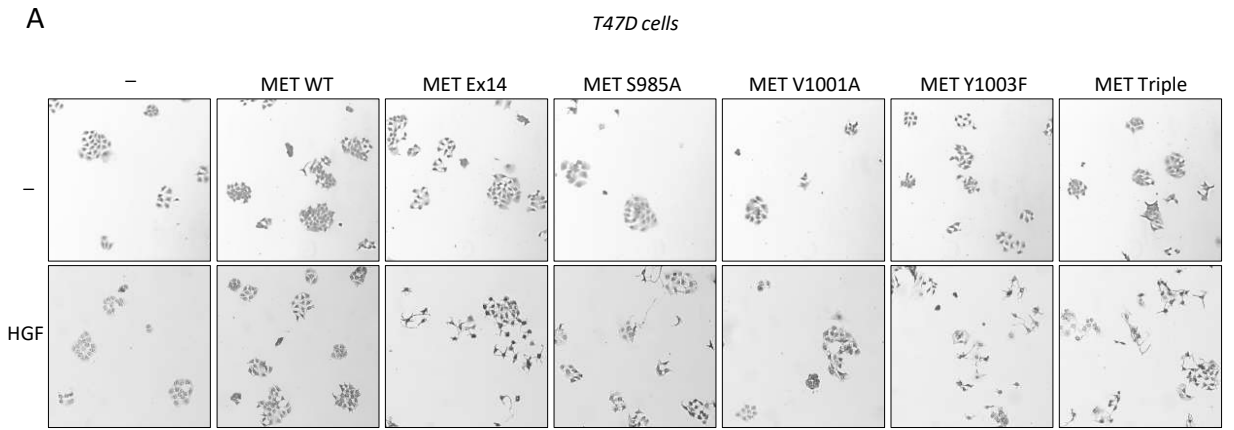 A
T47D cells
– MET WT MET Ex14 MET S985A MET V1001A MET Y1003F MET Triple
–
HGF